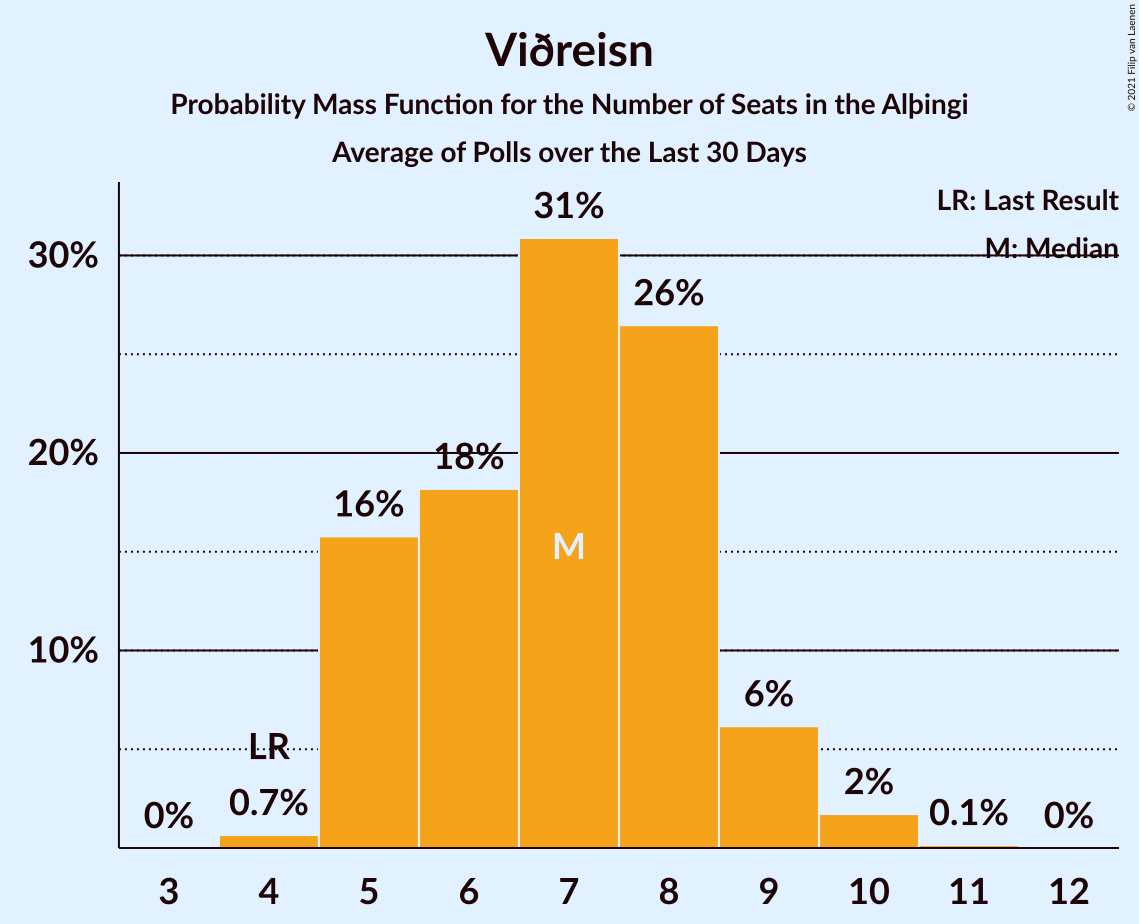 Viðreisn
Probability Mass Function for the Number of Seats in the Alþingi
Average of Polls over the Last 30 Days
© 2021 Filip van Laenen
LR: Last Result
M: Median
30%
20%
10%
0%
LR
0.7%
16%
18%
31%
M
26%
6%
2%
0.1%
0%
3 4 5 6 7 8 9 10 11 12